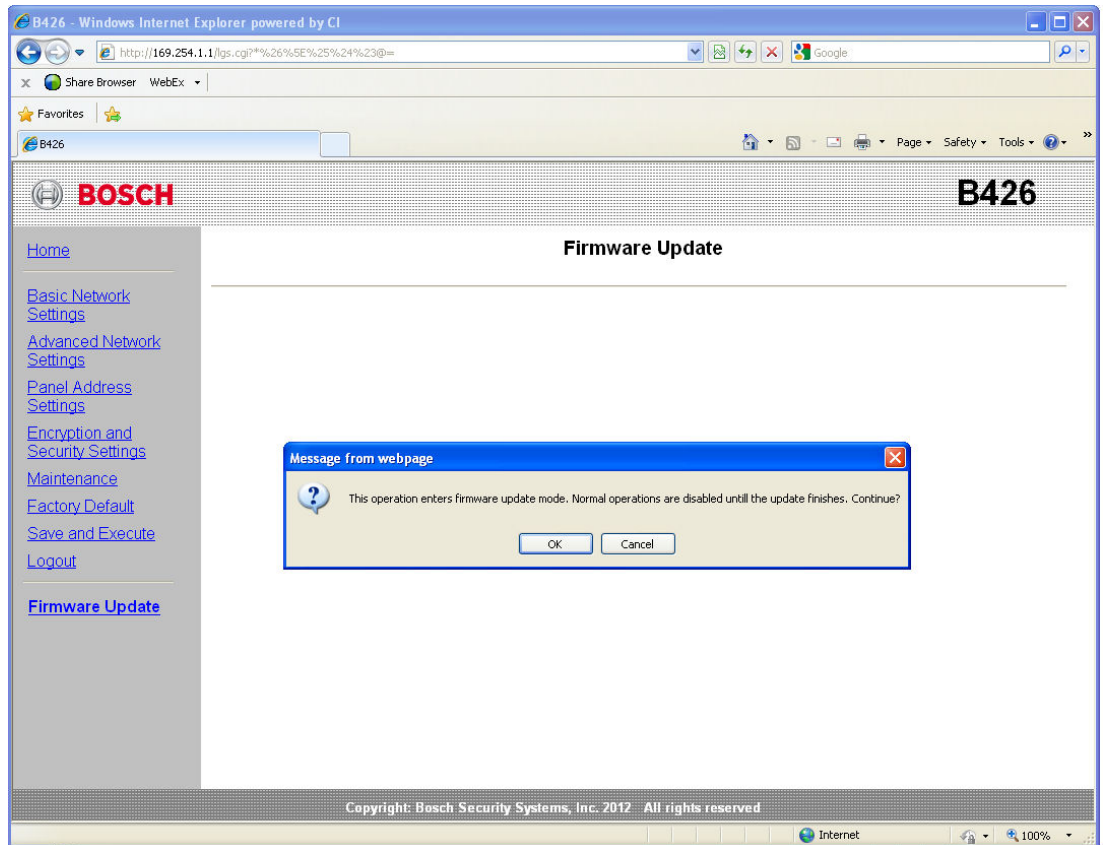 B426 - Windows Internet Explorer powered by CI
http://169.254.1.1/lgs.cgi?*%26%5E%25%24%23@=
Google
x Share Browser WebEx
Favorites
B426
Page Safety Tools
BOSCH
B426
Home
Firmware Update
Basic Network
Settings
Advanced Network
Settings
Panel Address
Settings
Encryption and
Security Settings
Maintenance
Factory Default
Save and Execute
Logout
Firmware Update
Message from webpage
This operation enters firmware update mode. Normal operations are disabled untill the update finishes. Continue?
OK Cancel
Copyright: Bosch Security Systems, Inc. 2012 All rights reserved
Internet 100%